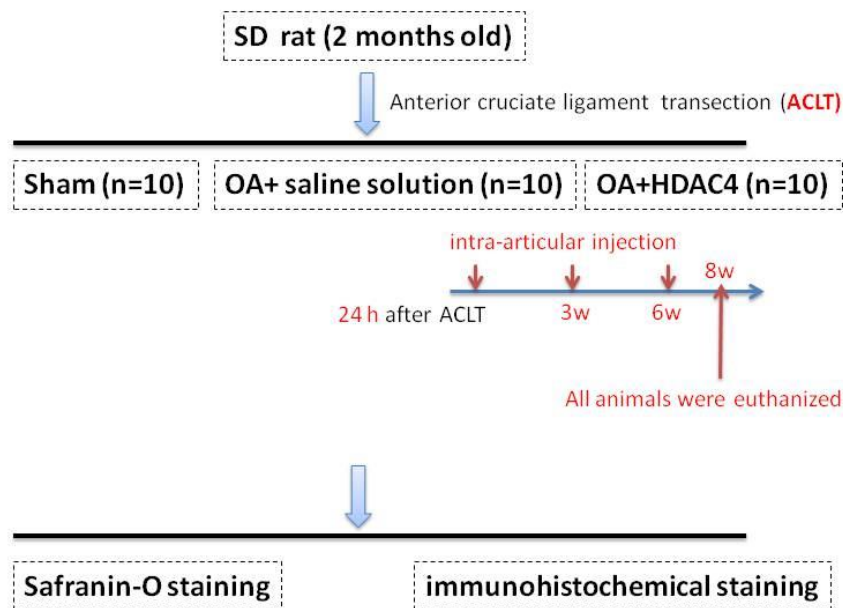 SD rat (2 months old)
Anterior cruciate ligament transection (ACLT)
Sham (n=10)
OA+ saline solution (n=10)
OA+HDAC4 (n=10)
intra-articular injection
8w
24 h after ACLT
3w
6w
All animals were euthanized
Safranin-O staining
immunohistochemical staining